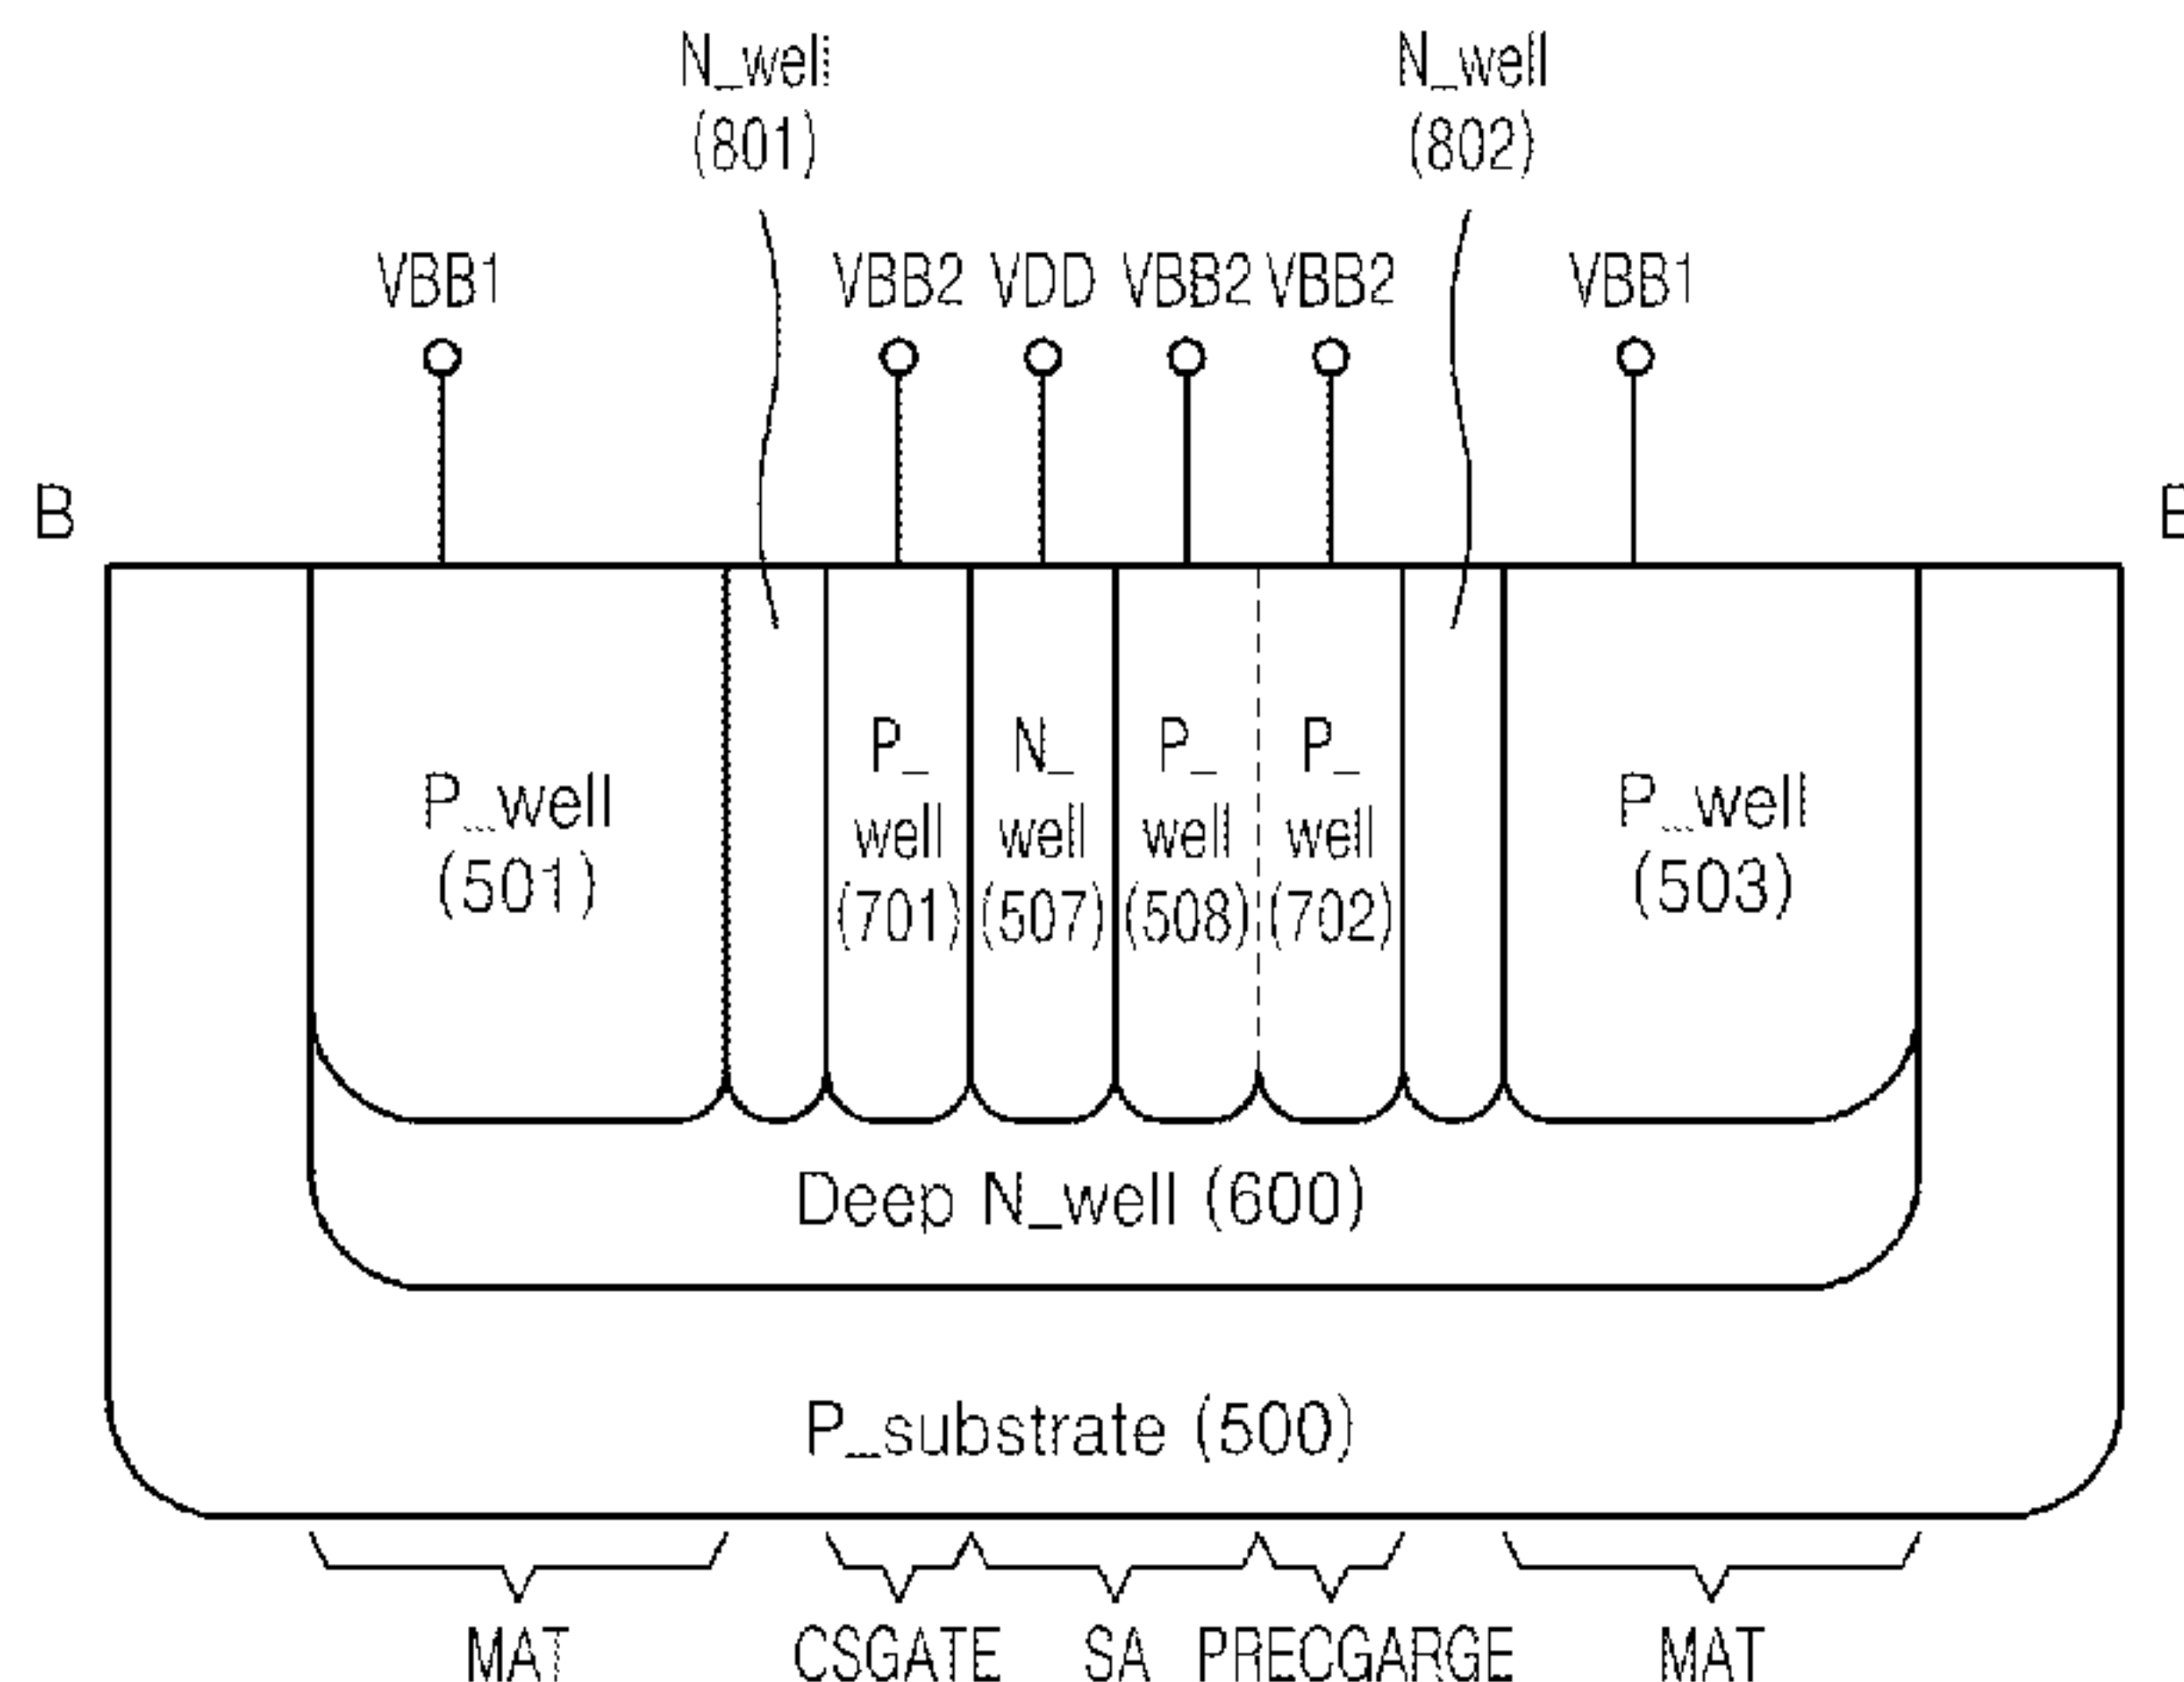 N_well N_well
(801) (802)
VBB1 VBB2 VDD VBB2 VBB2 VBB1
B
P_ N_ P_ P_
P_well well well well well P_well
(501) (701) (507) (508) (702) (503)
Deep N_well (600)
P_substrate (500)
MAT CSGATE SA PRECGARGE MAT